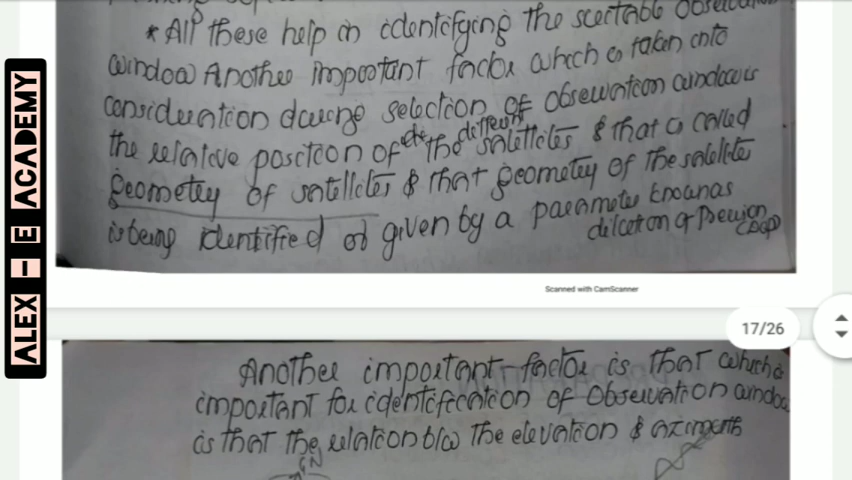 * All these help in identifying the suitable observation
window Another important factor which is taken into
consideration during selection of observation window is
the relative position of the different satellites & that is called
geometry of satellites & that geometry of the satellite
is being identified or given by a parameter known as
dilution of Precision
(DOP)
Scanned with CamScanner
17/26
Another important factor is that which is
important for identification of observation window
is that the relation b/w the elevation & azimuth
GN
ALEX - E ACADEMY